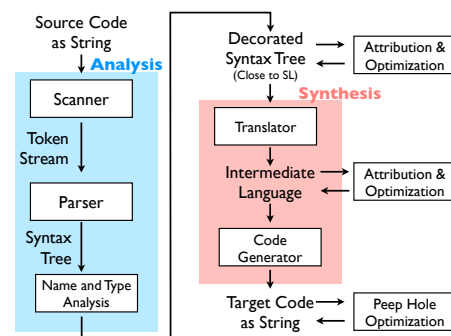 Source Code
as String
Analysis
Scanner
Token
Stream
Parser
Syntax
Tree
Name and Type
Analysis
Decorated
Syntax Tree
(Close to SL)
Attribution &
Optimization
Synthesis
Translator
Intermediate
Language
Attribution &
Optimization
Code
Generator
Target Code
as String
Peep Hole
Optimization